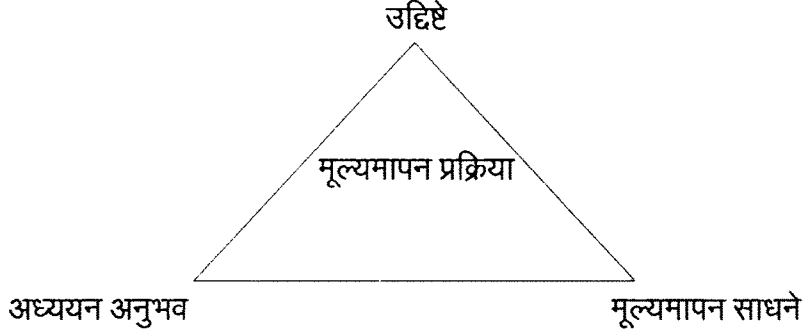 उद्दिष्टे
मूल्यमापन प्रक्रिया
अध्ययन अनुभव
मूल्यमापन साधने